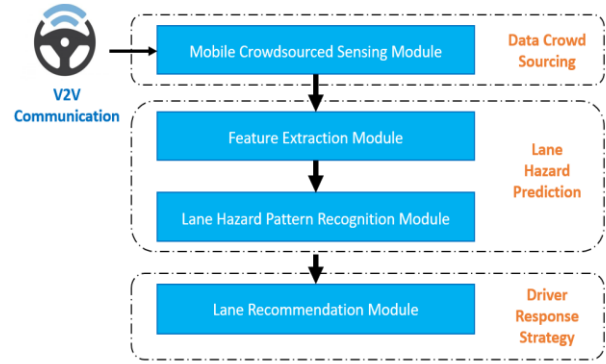 Mobile Crowdsourced Sensing Module
Data Crowd
Sourcing
V2V
Communication
Feature Extraction Module
Lane Hazard Pattern Recognition Module
Lane
Hazard
Prediction
Lane Recommendation Module
Driver
Response
Strategy